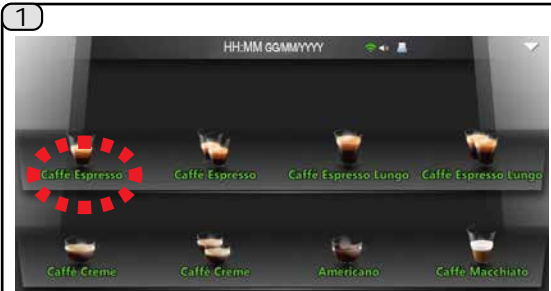 1
HH:MM GG/MM/YYYY
Caffè Espresso Caffè Espresso Caffè Espresso Lungo Caffè Espresso Lungo
Caffè Creme Caffè Creme Americano Caffè Macchiato